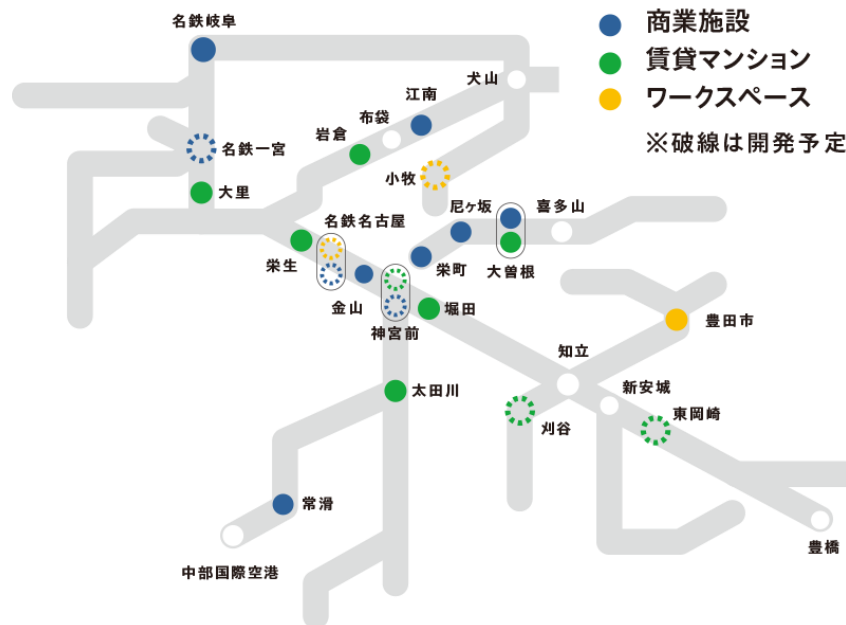 名鉄岐阜
商業施設
賃貸マンション
ワークスペース
※破線は開発予定
犬山
江南
布袋
岩倉
名鉄一宮
小牧
大里
尼ヶ坂
喜多山
名鉄名古屋
栄生
栄町
大曽根
金山
堀田
神宮前
豊田市
知立
新安城
太田川
東岡崎
刈谷
常滑
豊橋
中部国際空港